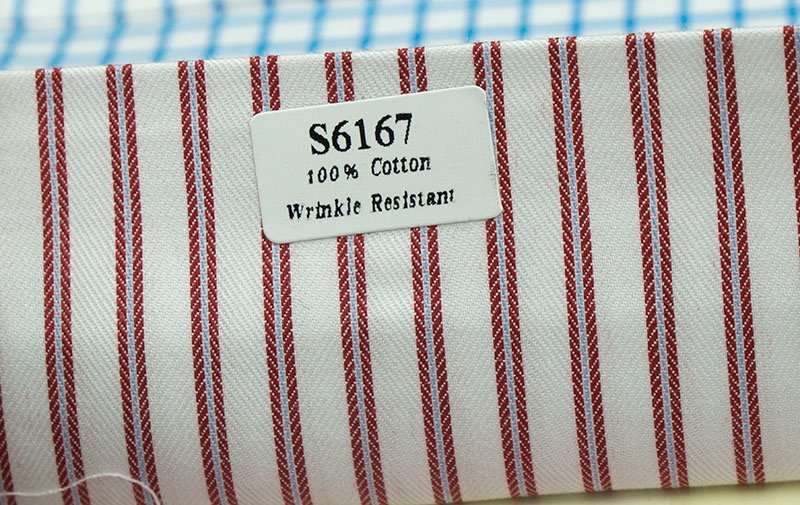 S6167
100% Cotton
Wrinkle Resistant